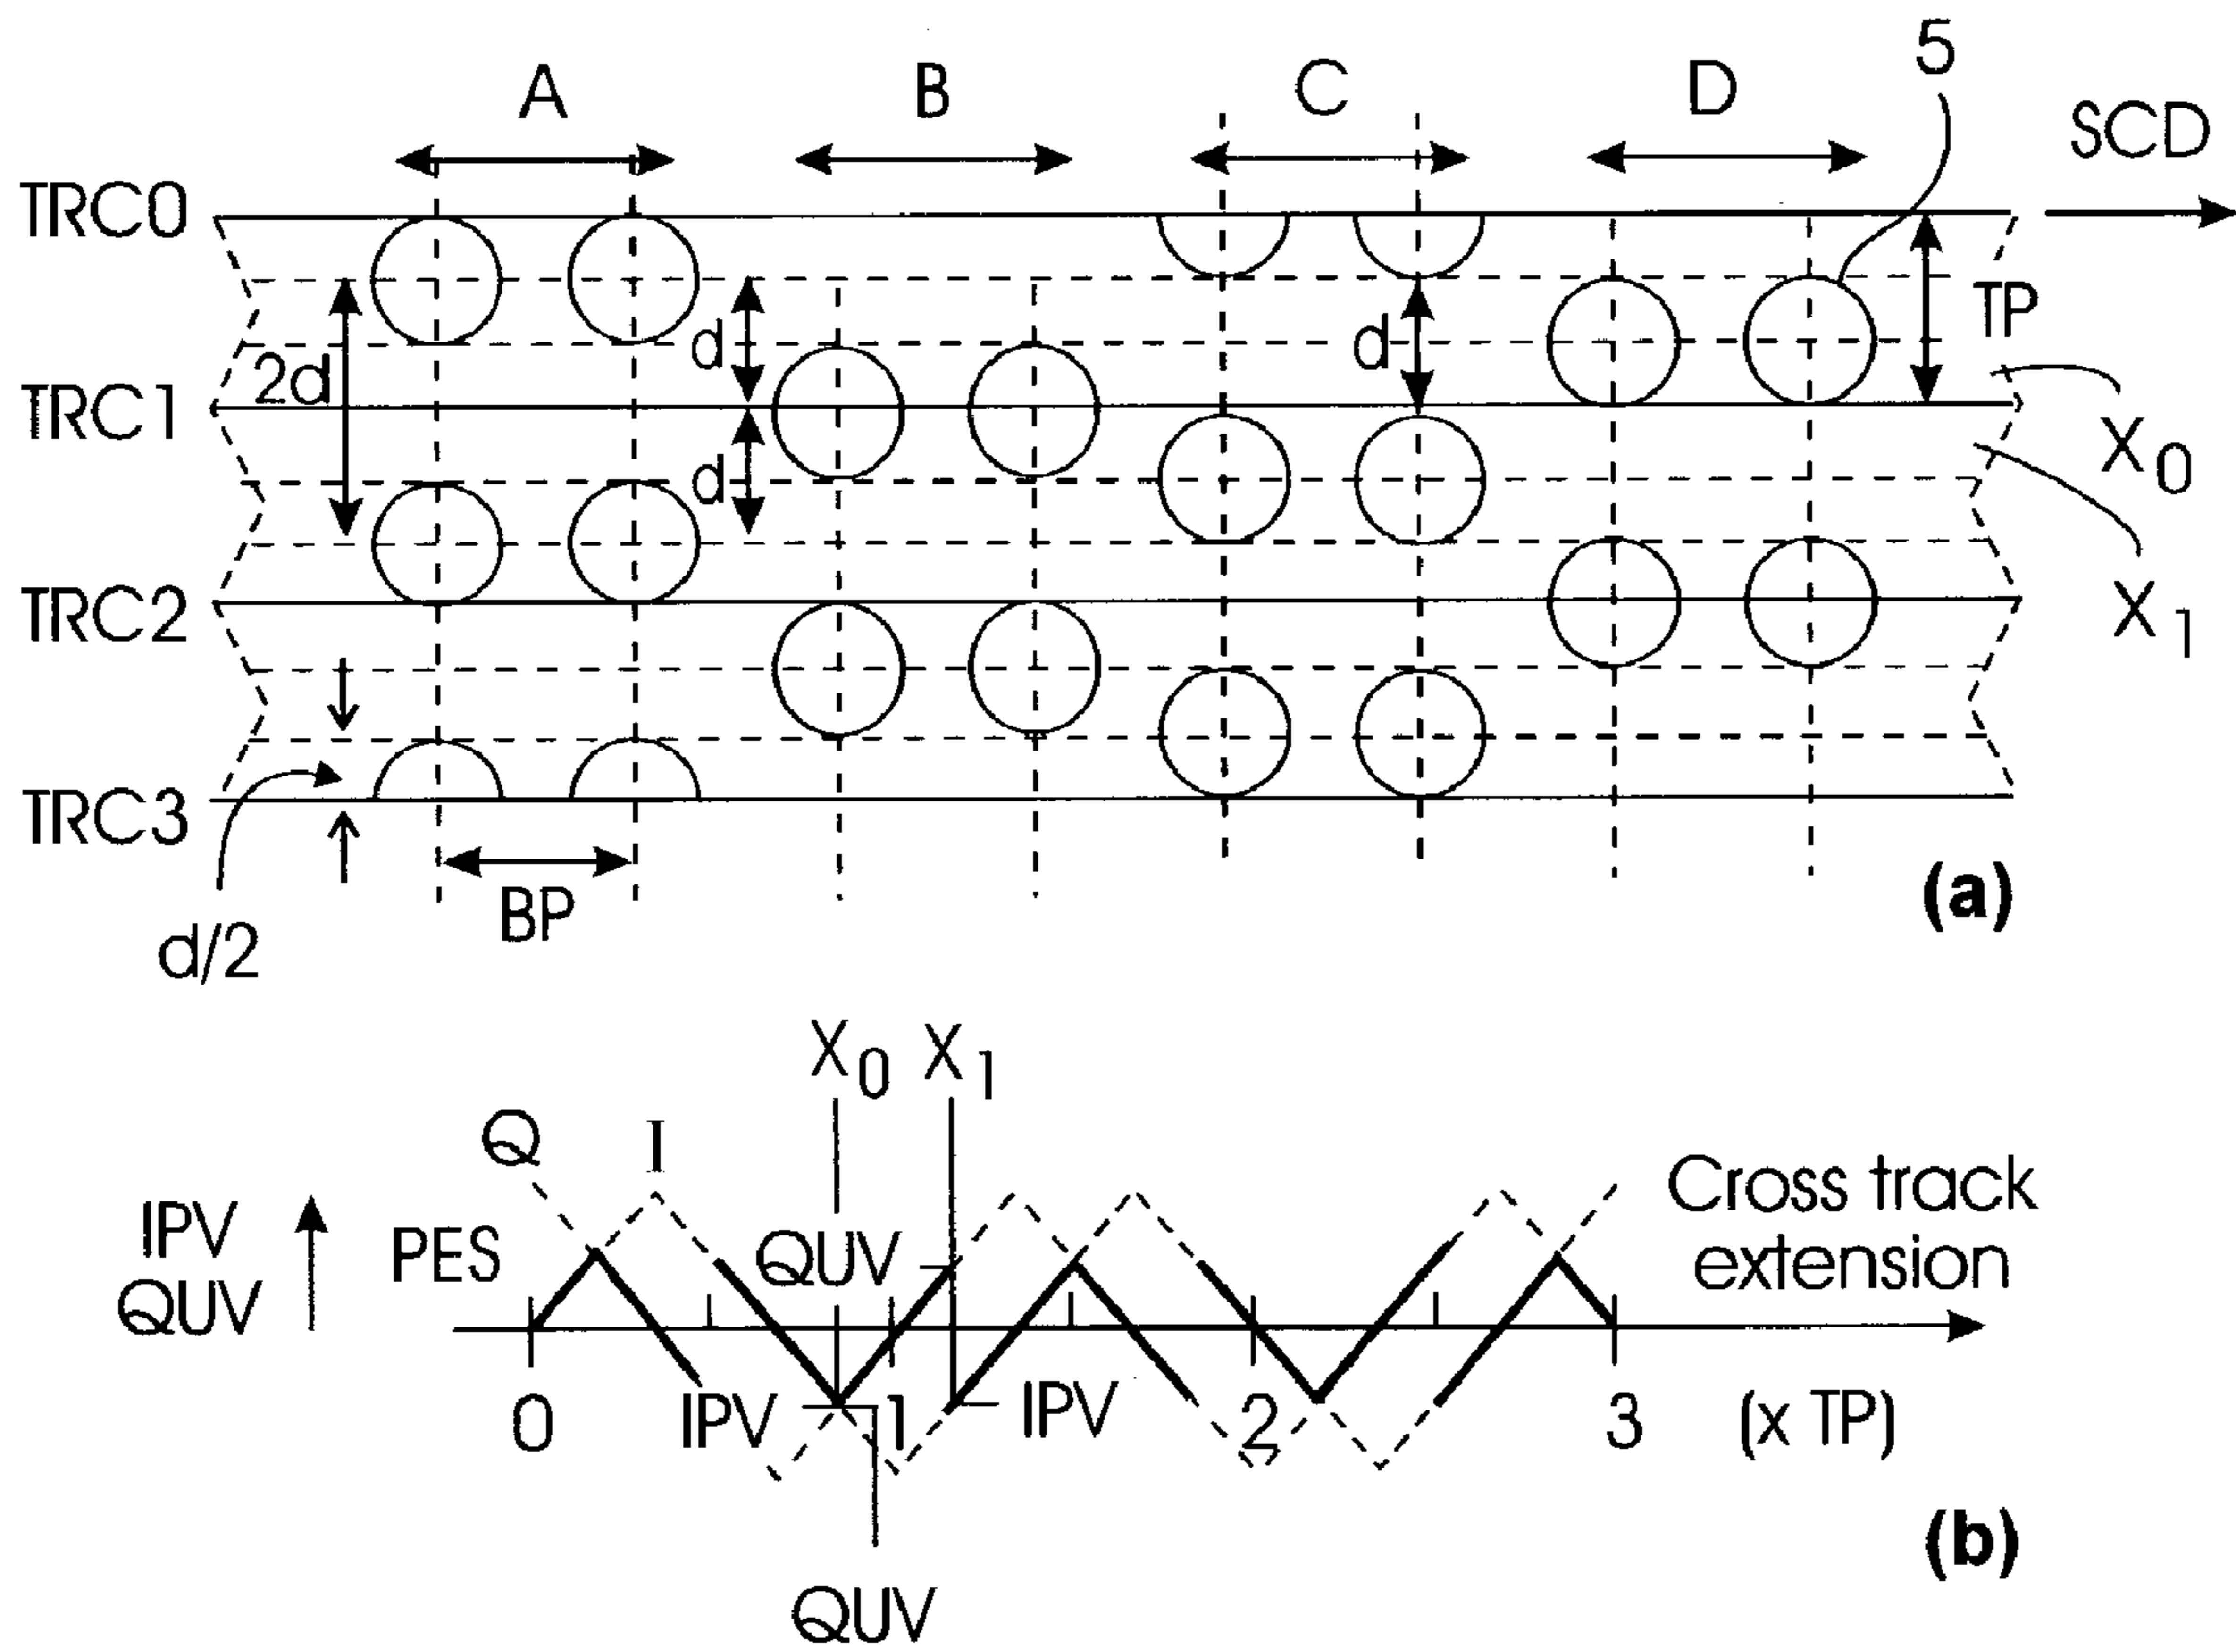 A B C D 5
SCD
TRC0
TP
d d
2d
TRC1
X0
d
X1
TRC2
TRC3
BP
d/2
(a)
X0 X1
Q I
IPV
QUV
PES QUV
Cross track
extension
IPV IPV
0 1 2 3 (x TP)
(b)
QUV